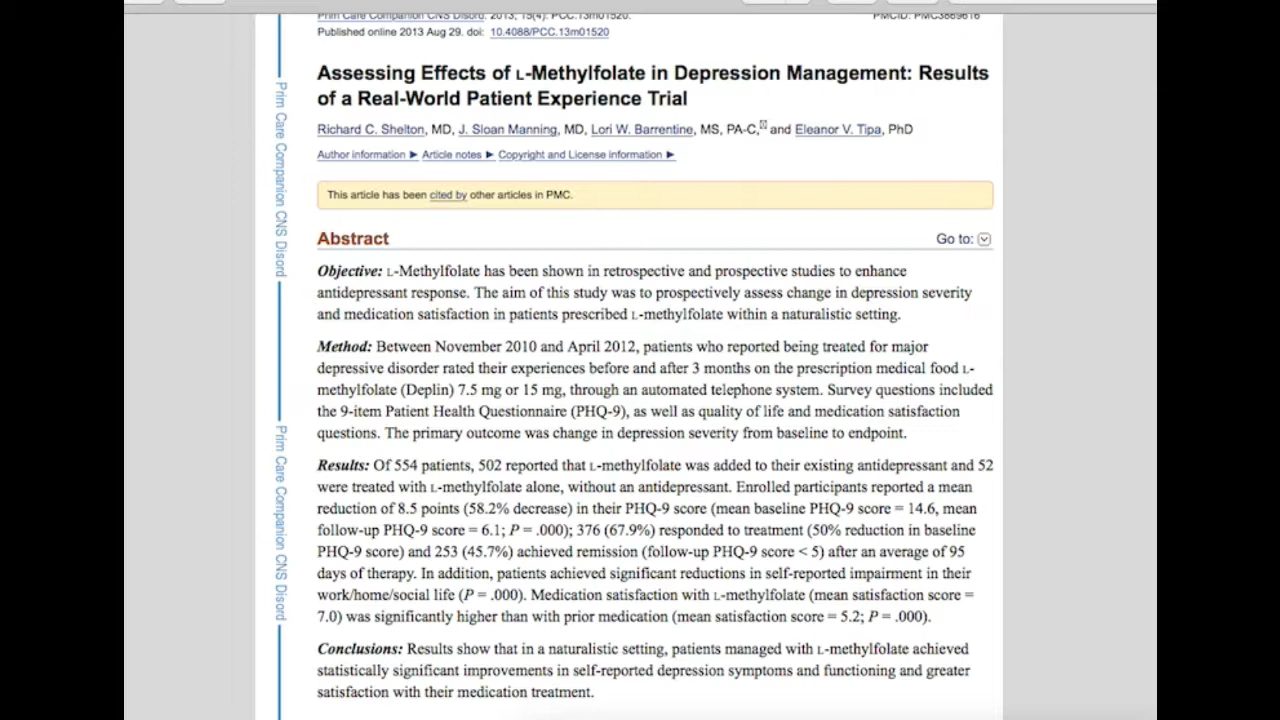 Prim Care Companion CNS Disord. 2013; 15(4): PCC.13m01520.
PMCID: PMC3869616
Published online 2013 Aug 29. doi: 10.4088/PCC.13m01520
Assessing Effects of L-Methylfolate in Depression Management: Results
of a Real-World Patient Experience Trial
Richard C. Shelton, MD, J. Sloan Manning, MD, Lori W. Barrentine, MS, PA-C, and Eleanor V. Tipa, PhD
Author information ► Article notes ► Copyright and License information ►
This article has been cited by other articles in PMC.
Abstract
Go to:
Objective: L-Methylfolate has been shown in retrospective and prospective studies to enhance
antidepressant response. The aim of this study was to prospectively assess change in depression severity
and medication satisfaction in patients prescribed L-methylfolate within a naturalistic setting.
Method: Between November 2010 and April 2012, patients who reported being treated for major
depressive disorder rated their experiences before and after 3 months on the prescription medical food L-
methylfolate (Deplin) 7.5 mg or 15 mg, through an automated telephone system. Survey questions included
the 9-item Patient Health Questionnaire (PHQ-9), as well as quality of life and medication satisfaction
questions. The primary outcome was change in depression severity from baseline to endpoint.
Results: Of 554 patients, 502 reported that L-methylfolate was added to their existing antidepressant and 52
were treated with L-methylfolate alone, without an antidepressant. Enrolled participants reported a mean
reduction of 8.5 points (58.2% decrease) in their PHQ-9 score (mean baseline PHQ-9 score = 14.6, mean
follow-up PHQ-9 score = 6.1; P = .000); 376 (67.9%) responded to treatment (50% reduction in baseline
PHQ-9 score) and 253 (45.7%) achieved remission (follow-up PHQ-9 score < 5) after an average of 95
days of therapy. In addition, patients achieved significant reductions in self-reported impairment in their
work/home/social life (P = .000). Medication satisfaction with L-methylfolate (mean satisfaction score =
7.0) was significantly higher than with prior medication (mean satisfaction score = 5.2; P = .000).
Conclusions: Results show that in a naturalistic setting, patients managed with L-methylfolate achieved
statistically significant improvements in self-reported depression symptoms and functioning and greater
satisfaction with their medication treatment.
Prim Care Companion CNS Disord
Prim Care Companion CNS Disord